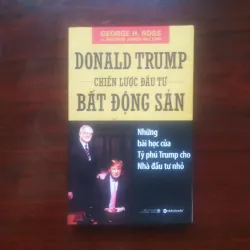 GEORGE H. ROSS
DONALD TRUMP
CHIẾN LƯỢC ĐẦU TƯ
BẤT ĐỘNG SẢN
Những
bài học của
Tỷ phú Trump cho
Nhà đầu tư nhỏ